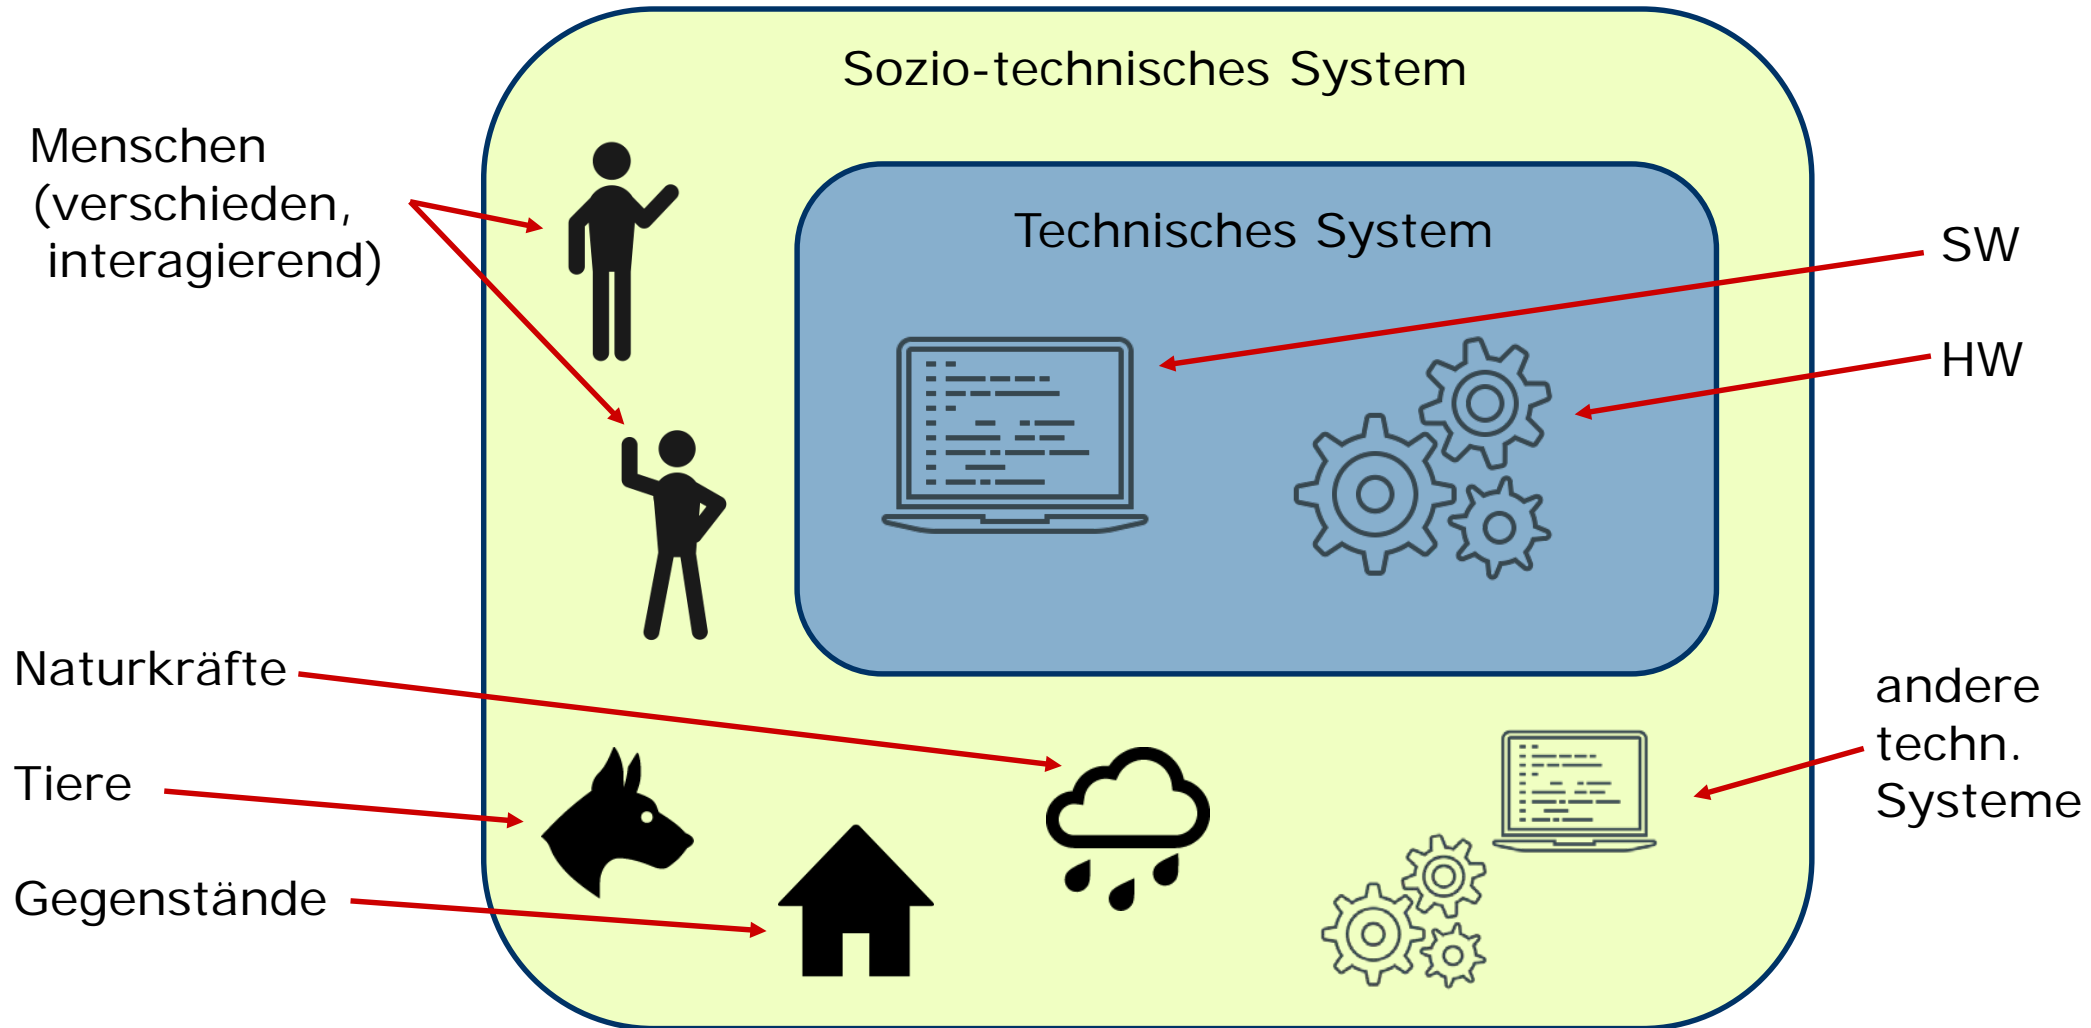 Sozio-technisches System
Menschen
(verschieden,
interagierend)
Technisches System
SW
HW
Naturkräfte
Tiere
Gegenstände
andere
techn.
Systeme